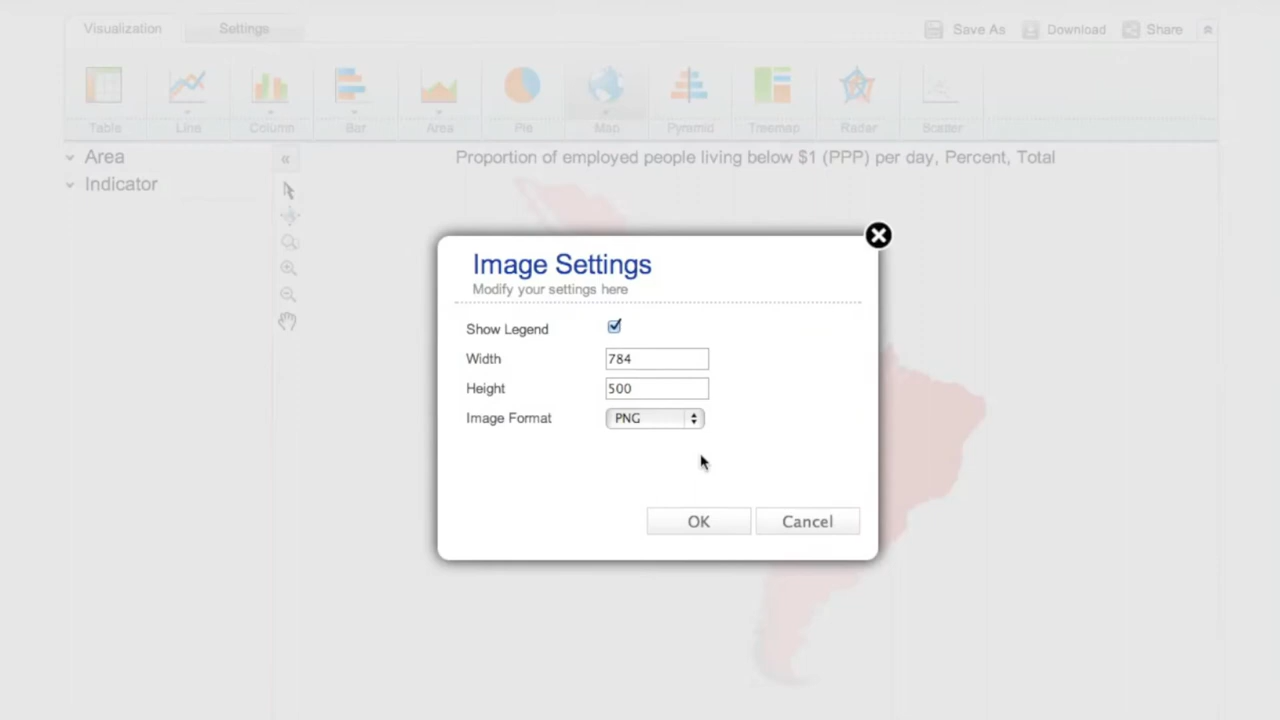 Visualization Settings Save As Download Share
Table Line Column Bar Area Pie Map Pyramid Treemap Radar Scatter
Area « Proportion of employed people living below $1 (PPP) per day, Percent, Total
Indicator
Image Settings
Modify your settings here
Show Legend
Width 784
Height 500
Image Format PNG
OK Cancel